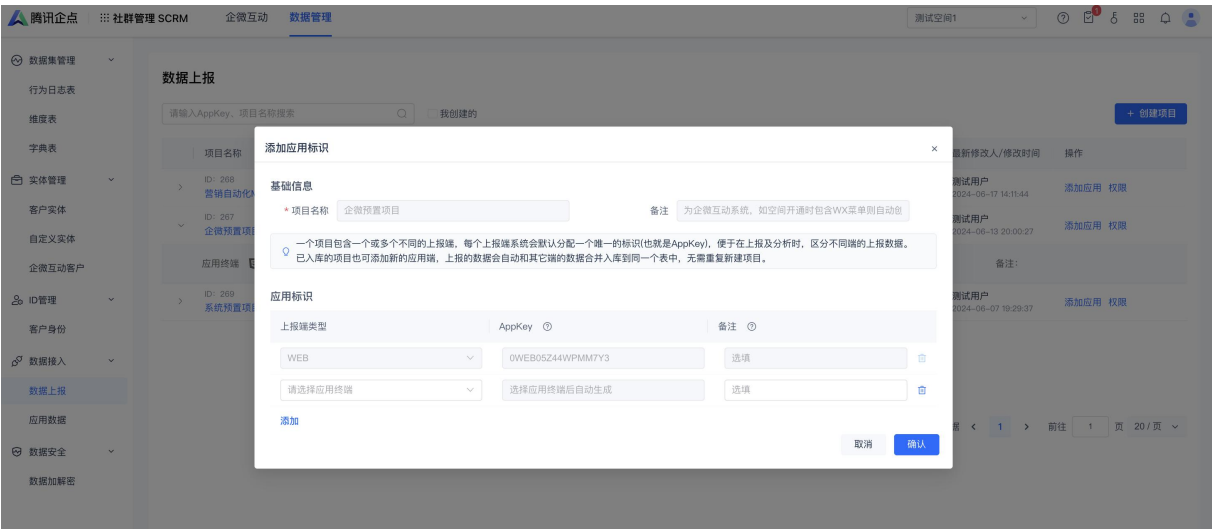 腾讯企点 社群管理 SCRM 企微互动 数据管理 测试空间1 1
数据集管理
行为日志表
维度表
字典表
实体管理
客户实体
自定义实体
企微互动客户
ID管理
客户身份
数据接入
数据上报
应用数据
数据安全
数据加解密
数据上报
请输入AppKey、项目名称搜索 我创建的 + 创建项目
项目名称 最新修改人/修改时间 操作
ID: 268 测试用户
营销自动化 2024-06-17 14:11:44 添加应用 权限
ID: 267 测试用户
企微预置项目 2024-06-13 20:00:27 添加应用 权限
应用终端 备注:
ID: 269 测试用户
系统预置项目 2024-06-07 19:29:37 添加应用 权限
< 1 > 前往 1 页 20/页
添加应用标识 ×
基础信息
* 项目名称 企微预置项目 备注 为企微互动系统，如空间开通时包含WX菜单则自动创
一个项目包含一个或多个不同的上报端，每个上报端系统会默认分配一个唯一的标识(也就是AppKey)，便于在上报及分析时，区分不同端的上报数据。
已入库的项目也可添加新的应用端，上报的数据会自动和其它端的数据合并入库到同一个表中，无需重复新建项目。
应用标识
上报端类型 AppKey 备注
WEB 0WEB05Z44WPMM7Y3 选填
请选择应用终端 选择应用终端后自动生成 选填
添加
取消 确认